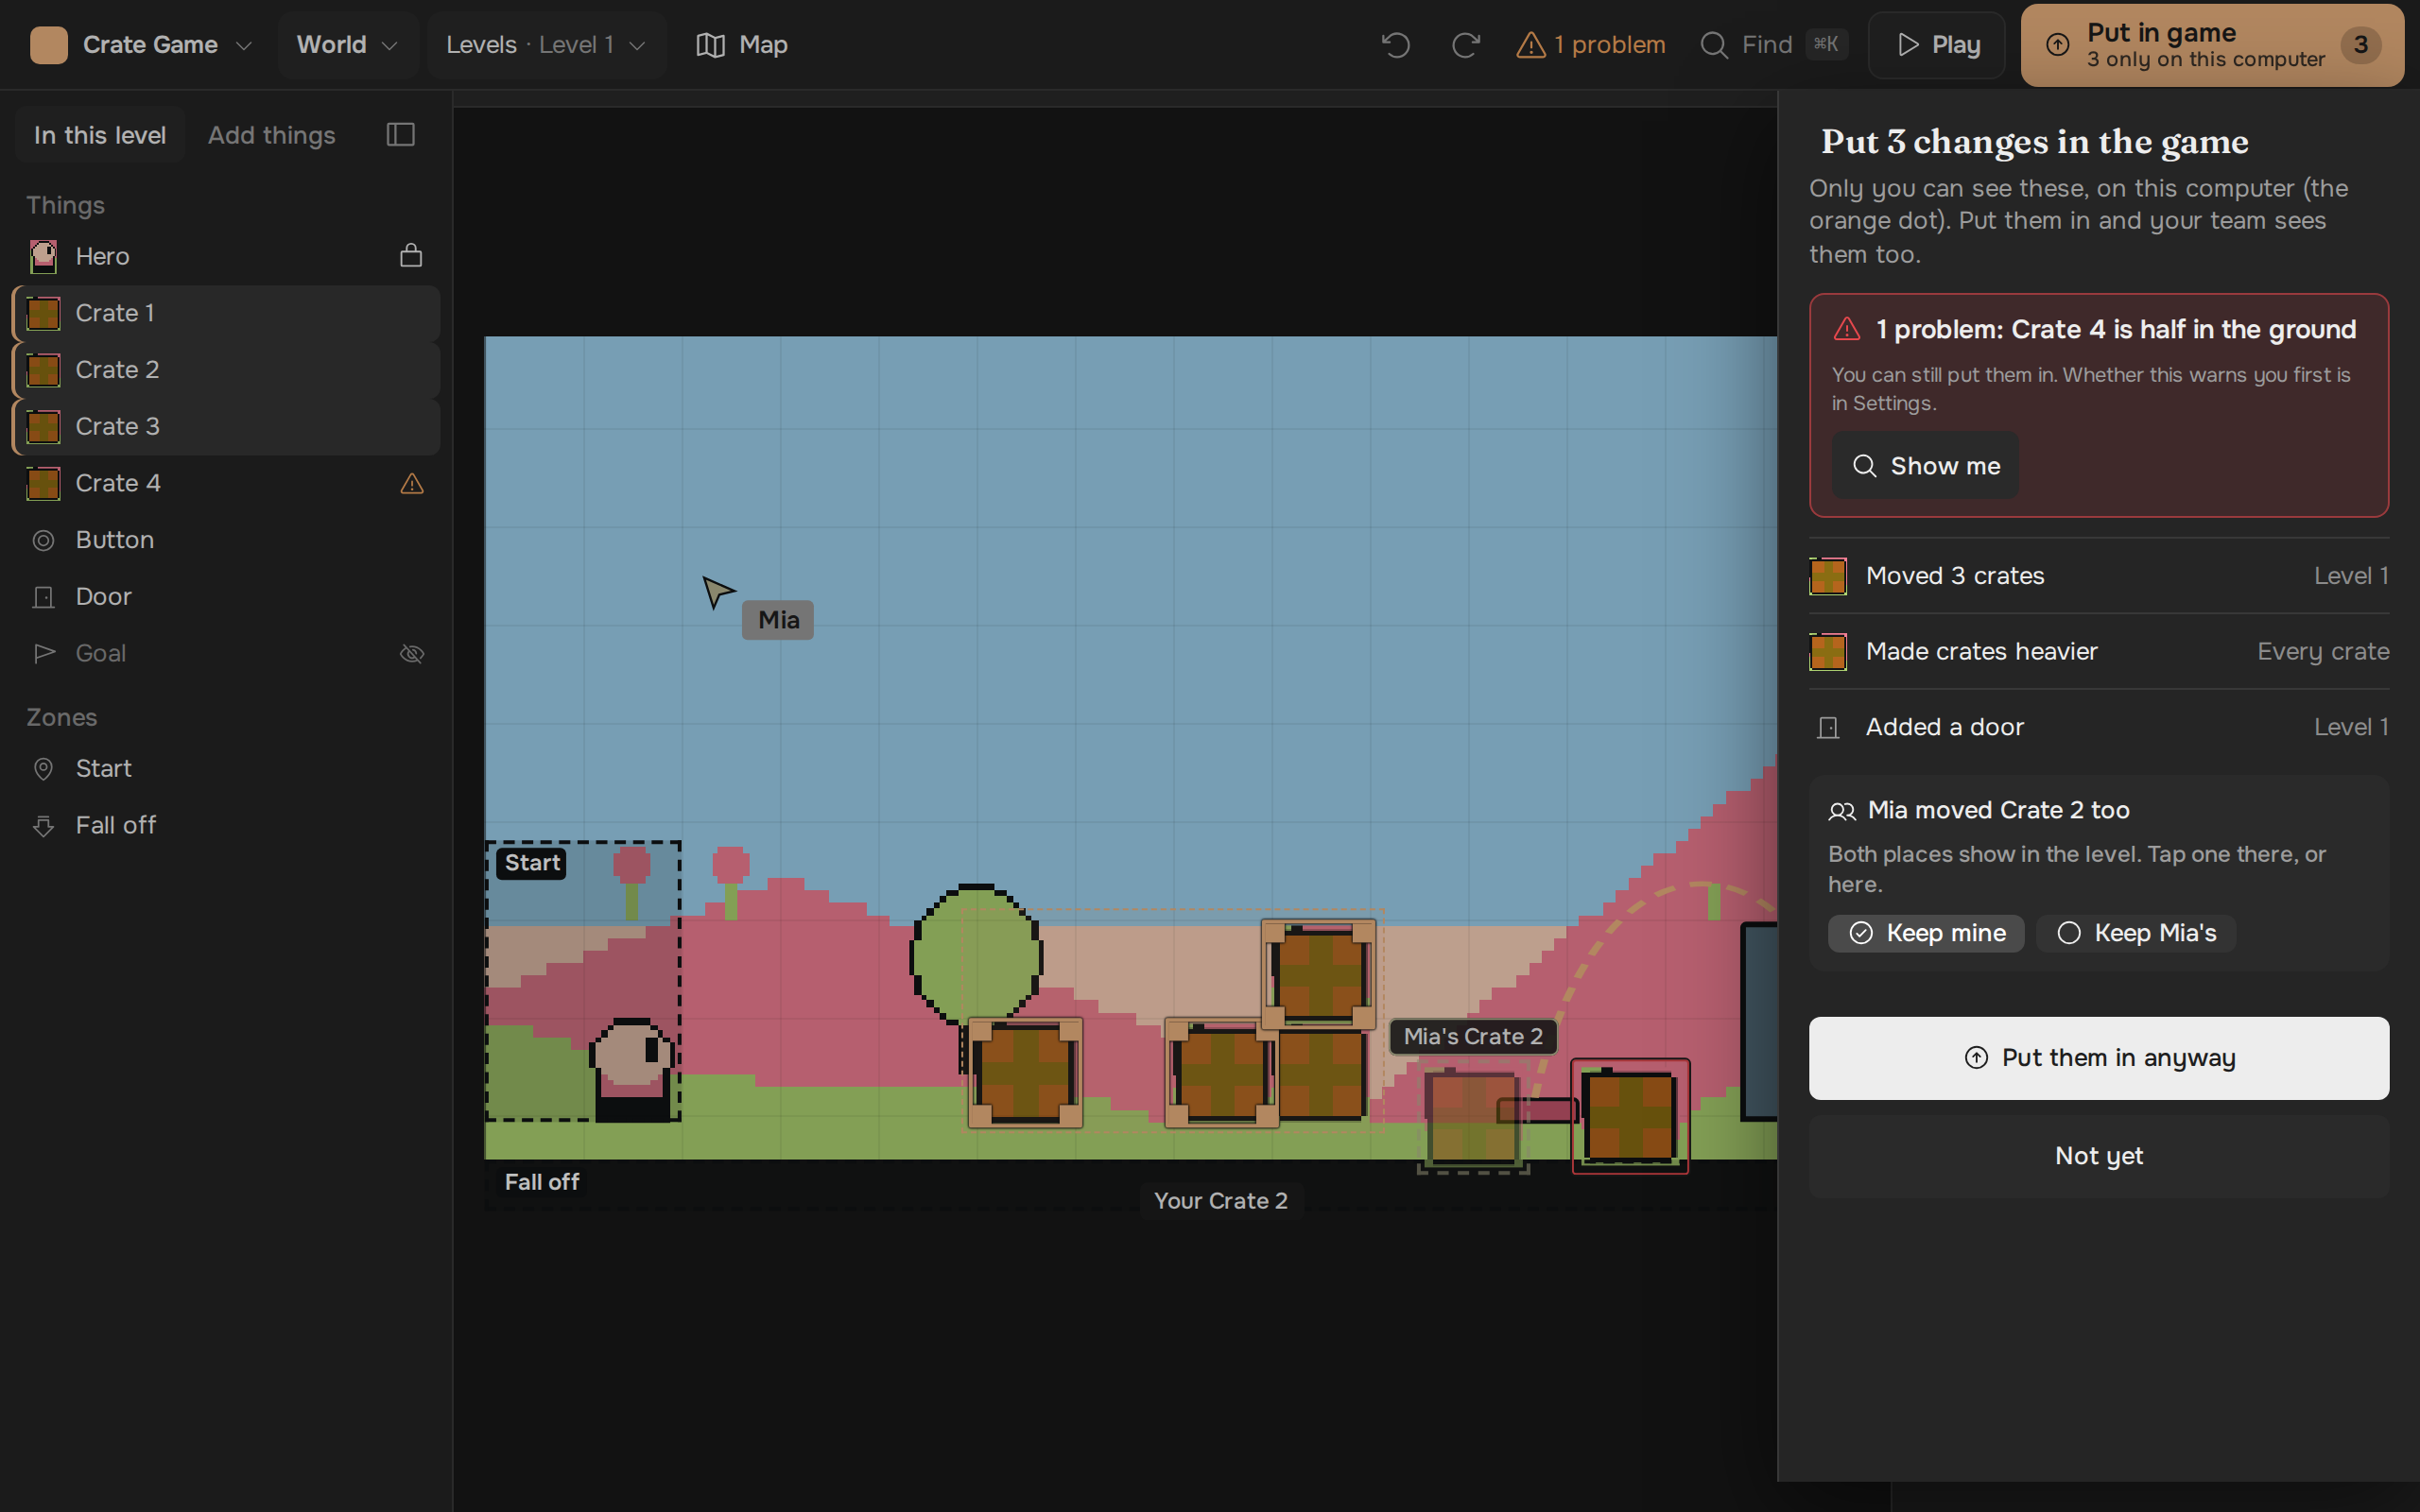 Crate Game
World
Levels · Level 1
Map
1 problem
Find ⌘K
Play
Put in game
3 only on this computer
3
In this level
Add things
Things
Hero
Crate 1
Crate 2
Crate 3
Crate 4
Button
Door
Goal
Zones
Start
Fall off
Mia
Start
Mia's Crate 2
Fall off
Your Crate 2
Put 3 changes in the game
Only you can see these, on this computer (the
orange dot). Put them in and your team sees
them too.
1 problem: Crate 4 is half in the ground
You can still put them in. Whether this warns you first is
in Settings.
Show me
Moved 3 crates Level 1
Made crates heavier Every crate
Added a door Level 1
Mia moved Crate 2 too
Both places show in the level. Tap one there, or
here.
Keep mine
Keep Mia's
Put them in anyway
Not yet